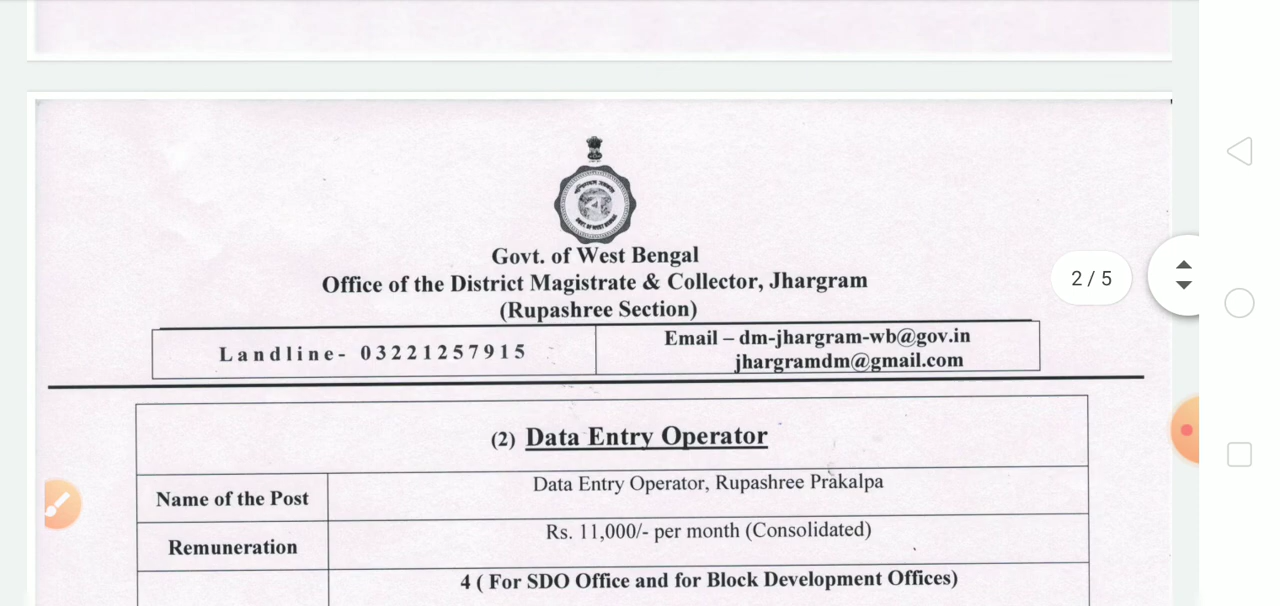 Govt. of West Bengal
Office of the District Magistrate & Collector, Jhargram
(Rupashree Section)
Landline- 03221257915
Email – dm-jhargram-wb@gov.in
jhargramdm@gmail.com
2 / 5
(2) Data Entry Operator
Name of the Post
Data Entry Operator, Rupashree Prakalpa
Remuneration
Rs. 11,000/- per month (Consolidated)
4 ( For SDO Office and for Block Development Offices)